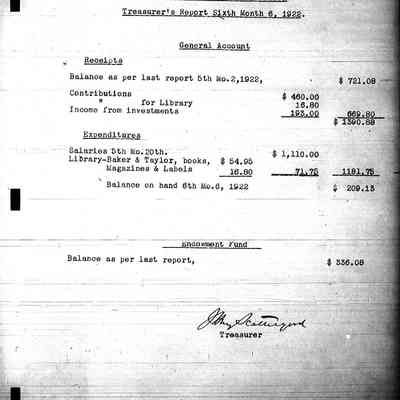 Treasurer's Report Sixth Month 6, 1922.
General Account
Receipts
Balance as per last report 5th Mo.2,1922, $ 721.08
Contributions $ 460.00
" for Library 16.80
Income from investments 193.00 669.80
$ 1390.88
Expenditures
Salaries 5th Mo.20th. $ 1,110.00
Library-Baker & Taylor, books, $ 54.95
Magazines & Labels 16.80 71.75 1181.75
Balance on hand 6th Mo.6, 1922 $ 209.13
Endowment Fund
Balance as per last report, $ 336.08
J. Henry Scattergood
Treasurer